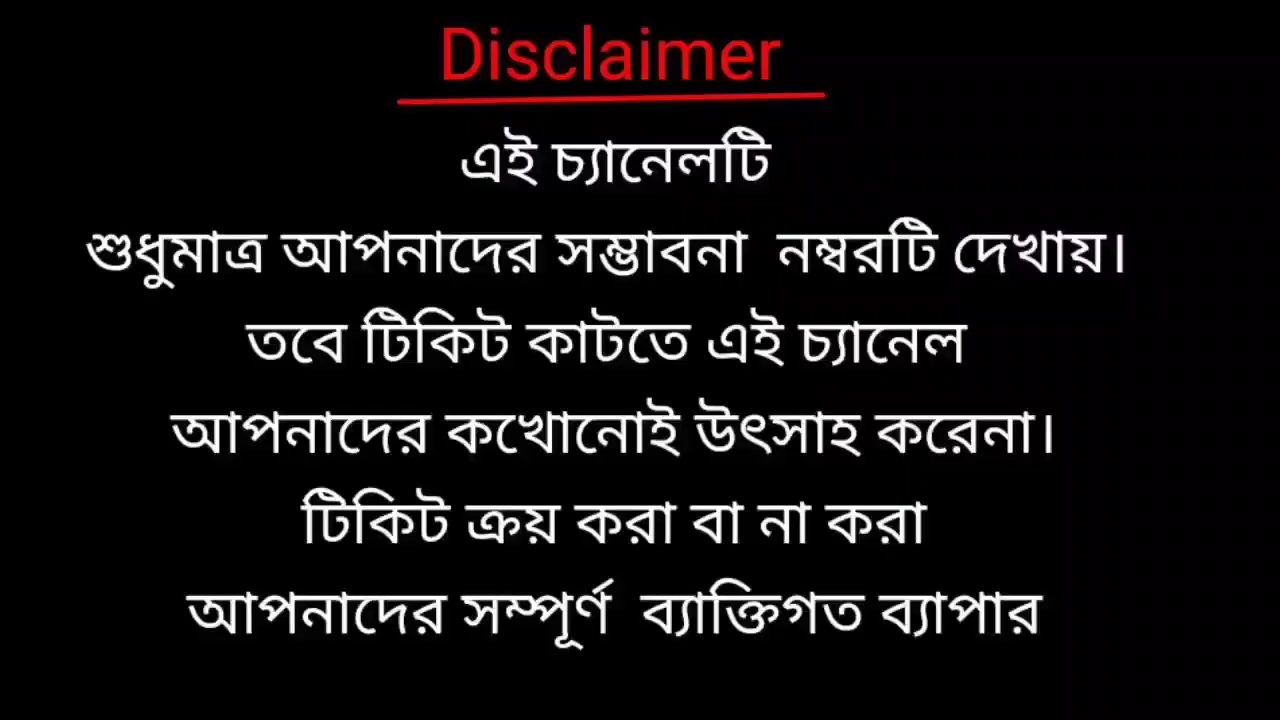 Disclaimer
এই চ্যানেলটি
শুধুমাত্র আপনাদের সম্ভাবনা নম্বরটি দেখায়।
তবে টিকিট কাটতে এই চ্যানেল
আপনাদের কখোনোই উৎসাহ করেনা।
টিকিট ক্রয় করা বা না করা
আপনাদের সম্পূর্ণ ব্যাক্তিগত ব্যাপার